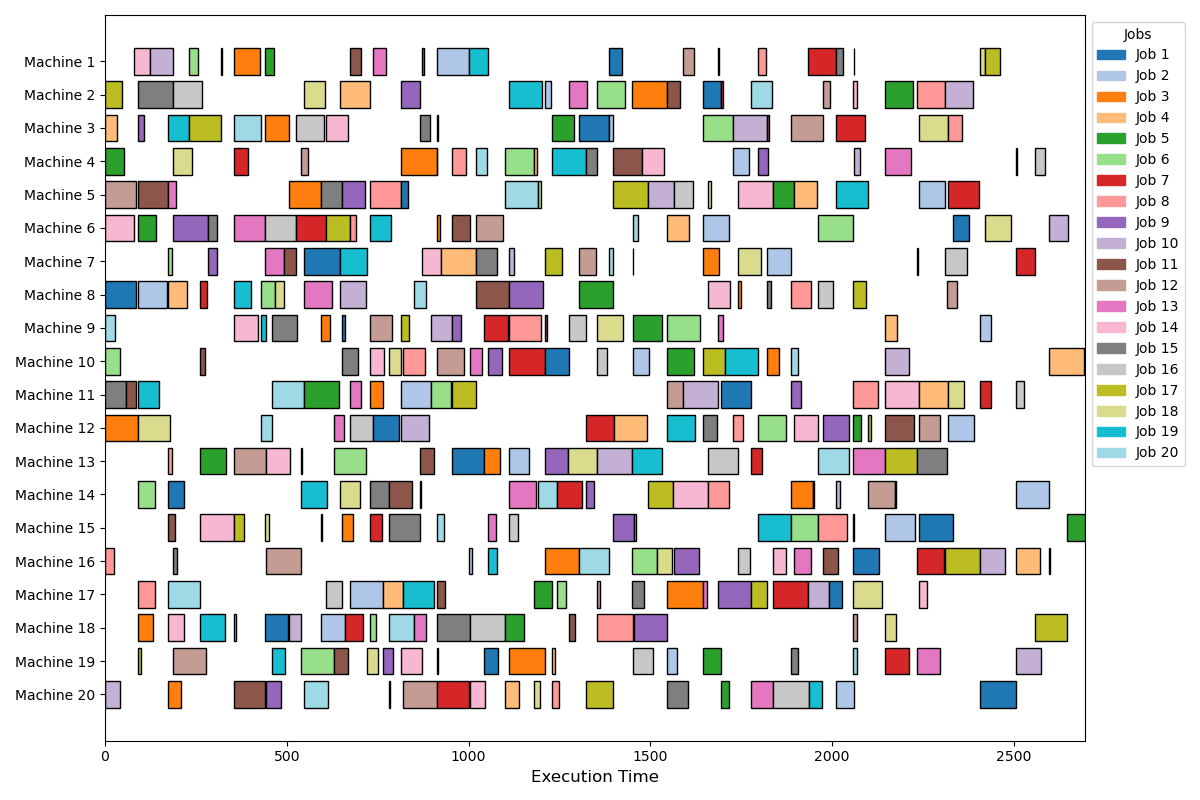 Machine 1
Machine 2
Machine 3
Machine 4
Machine 5
Machine 6
Machine 7
Machine 8
Machine 9
Machine 10
Machine 11
Machine 12
Machine 13
Machine 14
Machine 15
Machine 16
Machine 17
Machine 18
Machine 19
Machine 20
0 500 1000 1500 2000 2500
Execution Time
Jobs
Job 1
Job 2
Job 3
Job 4
Job 5
Job 6
Job 7
Job 8
Job 9
Job 10
Job 11
Job 12
Job 13
Job 14
Job 15
Job 16
Job 17
Job 18
Job 19
Job 20